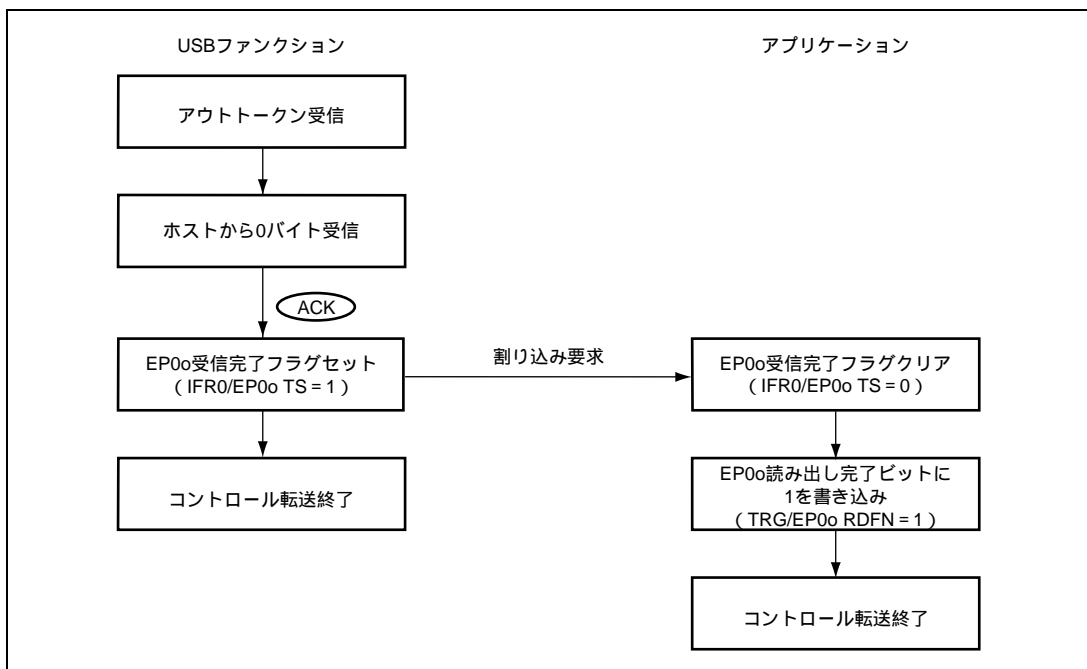 USBファンクション
アプリケーション
アウトトークン受信
ホストから0バイト受信
ACK
EP0o受信完了フラグセット
（IFR0/EP0o TS = 1）
割り込み要求
EP0o受信完了フラグクリア
（IFR0/EP0o TS = 0）
コントロール転送終了
EP0o読み出し完了ビットに
1を書き込み
（TRG/EP0o RDFN = 1）
コントロール転送終了